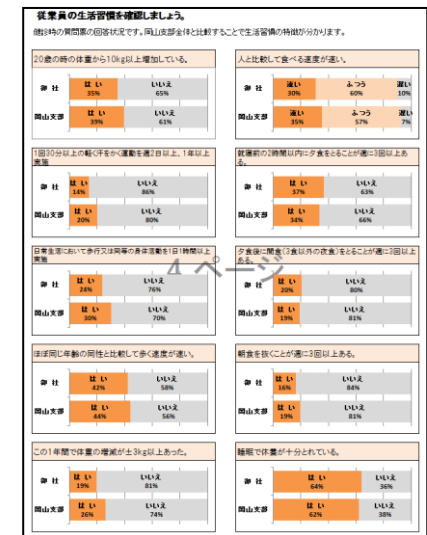 従業員の生活習慣を確認しましょう。
健診時の質問票の回答状況です。岡山支部全体と比較することで生活習慣の特徴が分かります。
20歳の時の体重から10kg以上増加している。
御 社 はい 35% いいえ 65%
岡山支部 はい 39% いいえ 61%
人と比較して食べる速度が速い。
御 社 速い 30% ふつう 60% 遅い 10%
岡山支部 速い 35% ふつう 57% 遅い 7%
1回30分以上の軽く汗をかく運動を週2日以上、1年以上
実施
御 社 はい 14% いいえ 86%
岡山支部 はい 20% いいえ 80%
就寝前の2時間以内に夕食をとることが週に3回以上あ
る。
御 社 はい 37% いいえ 63%
岡山支部 はい 34% いいえ 66%
日常生活において歩行又は同等の身体活動を1日1時間以上
実施
御 社 はい 24% いいえ 76%
岡山支部 はい 30% いいえ 70%
夕食後に間食(3食以外の夜食)をとることが週に3回以上
ある。
御 社 はい 20% いいえ 80%
岡山支部 はい 19% いいえ 81%
4 ページ
ほぼ同じ年齢の同性と比較して歩く速度が速い。
御 社 はい 42% いいえ 58%
岡山支部 はい 44% いいえ 56%
朝食を抜くことが週に3回以上ある。
御 社 はい 16% いいえ 84%
岡山支部 はい 19% いいえ 81%
この1年間で体重の増減が±3kg以上あった。
御 社 はい 19% いいえ 81%
岡山支部 はい 26% いいえ 74%
睡眠で休養が十分とれている。
御 社 はい 64% いいえ 36%
岡山支部 はい 62% いいえ 38%